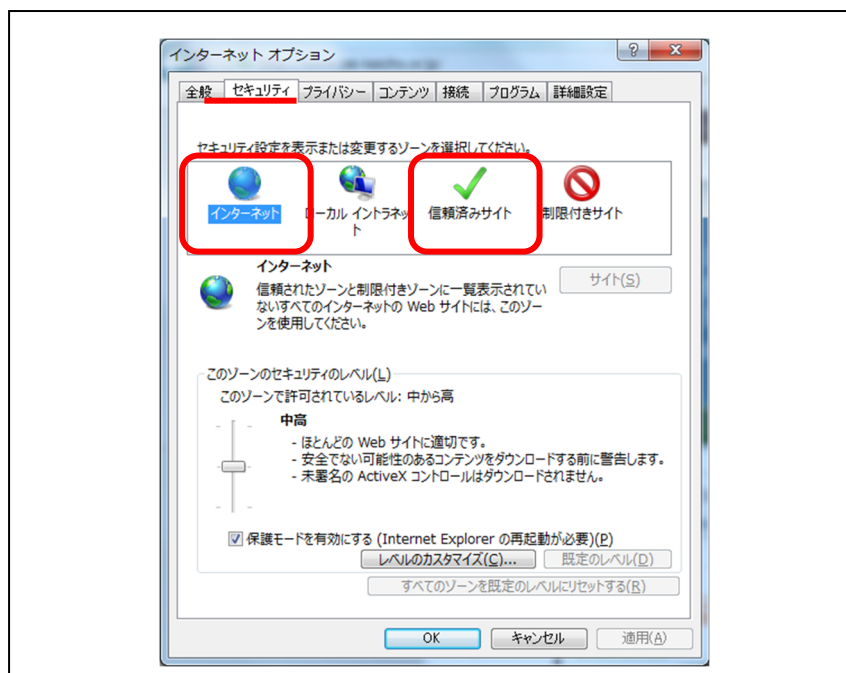 インターネット オプション
全般 セキュリティ プライバシー コンテンツ 接続 プログラム 詳細設定
セキュリティ設定を表示または変更するゾーンを選択してください。
インターネット ーカル イントラネッ 信頼済みサイト 制限付きサイト
ト
インターネット
サイト(S)
信頼されたゾーンと制限付きゾーンに一覧表示されてい
ないすべてのインターネットの Web サイトには、このゾー
ンを使用してください。
このゾーンのセキュリティのレベル(L)
このゾーンで許可されているレベル: 中から高
中高
- ほとんどの Web サイトに適切です。
- 安全でない可能性のあるコンテンツをダウンロードする前に警告します。
- 未署名の ActiveX コントロールはダウンロードされません。
保護モードを有効にする (Internet Explorer の再起動が必要)(P)
レベルのカスタマイズ(C)... 既定のレベル(D)
すべてのゾーンを既定のレベルにリセットする(R)
OK キャンセル 適用(A)